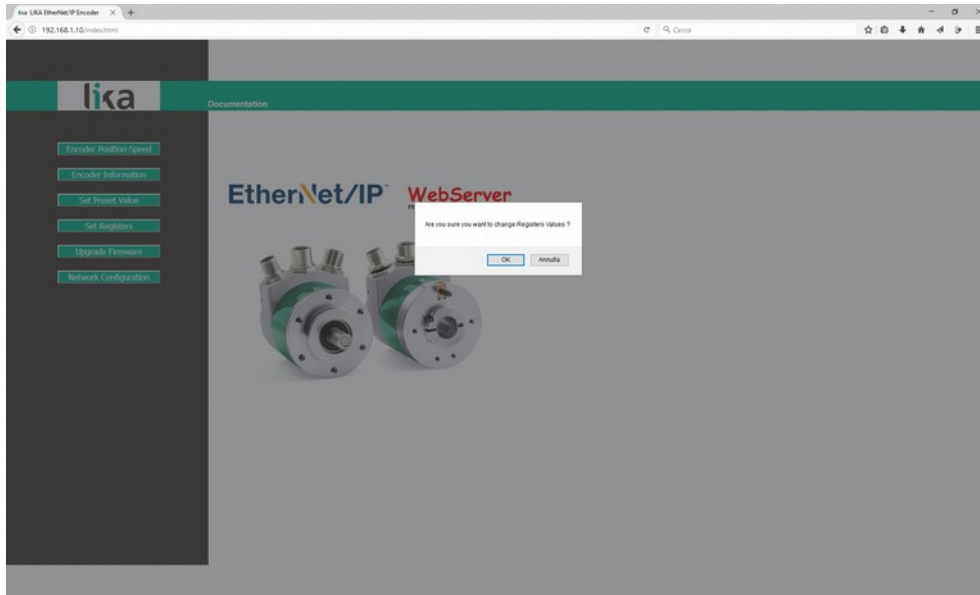 lika LIKA EtherNet/IP Encoder
192.168.1.10/index.html
Cerca
lika
Documentation
Encoder Position-Speed
Encoder Information
Set Preset Value
Set Registers
Upgrade Firmware
Network Configuration
EtherNet/IP
WebServer
Are you sure you want to change Registers Values ?
OK
Annulla